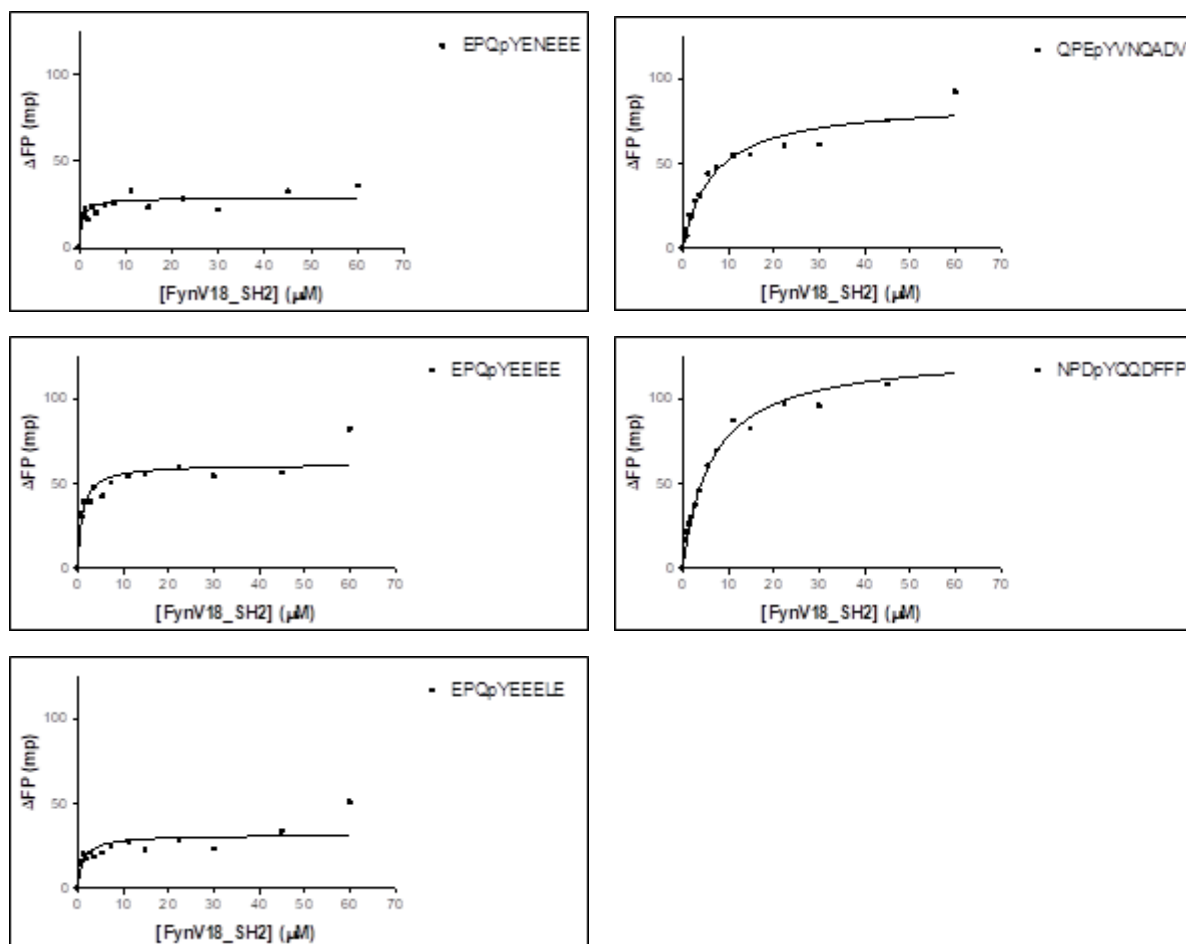 EPQpYENEEE
100
50
0
ΔFP (mp)
0 10 20 30 40 50 60 70
[FynV18_SH2] (μM)
QPEpYVNQADV
100
50
0
ΔFP (mp)
0 10 20 30 40 50 60 70
[FynV18_SH2] (μM)
EPQpYEEIEE
100
50
0
ΔFP (mp)
0 10 20 30 40 50 60 70
[FynV18_SH2] (μM)
NPDpYQQDFFP
100
50
0
ΔFP (mp)
0 10 20 30 40 50 60 70
[FynV18_SH2] (μM)
EPQpYEEELE
100
50
0
ΔFP (mp)
0 10 20 30 40 50 60 70
[FynV18_SH2] (μM)